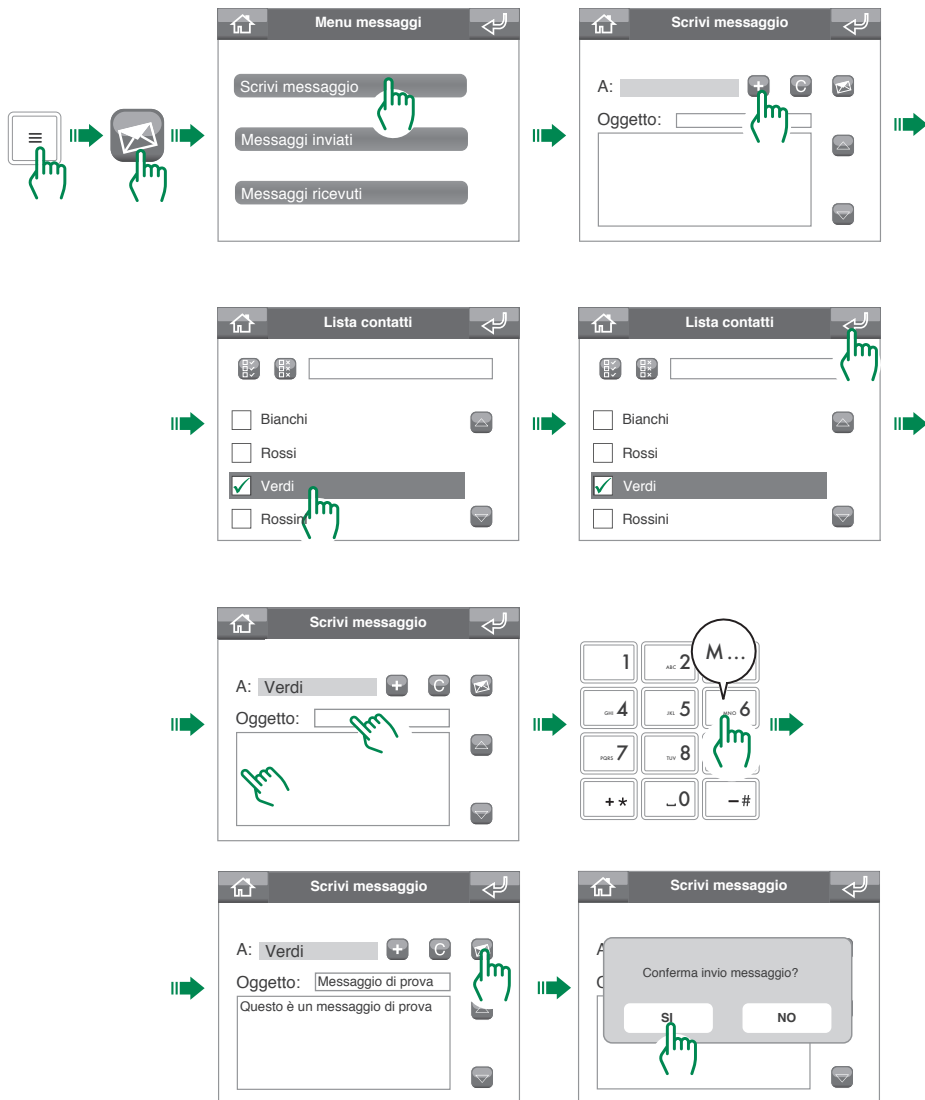 Menu messaggi
Scrivi messaggio
Messaggi inviati
Messaggi ricevuti
Scrivi messaggio
A: + C
Oggetto:
Lista contatti
Bianchi
Rossi
Verdi
Rossini
Lista contatti
Bianchi
Rossi
Verdi
Rossini
Scrivi messaggio
A: Verdi + C
Oggetto:
M...
1 ABC 2
GHI 4 JKL 5 MNO 6
PQRS 7 TUV 8
+ * 0 – #
Scrivi messaggio
A: Verdi + C
Oggetto: Messaggio di prova
Questo è un messaggio di prova
Scrivi messaggio
A
Conferma invio messaggio?
SI NO